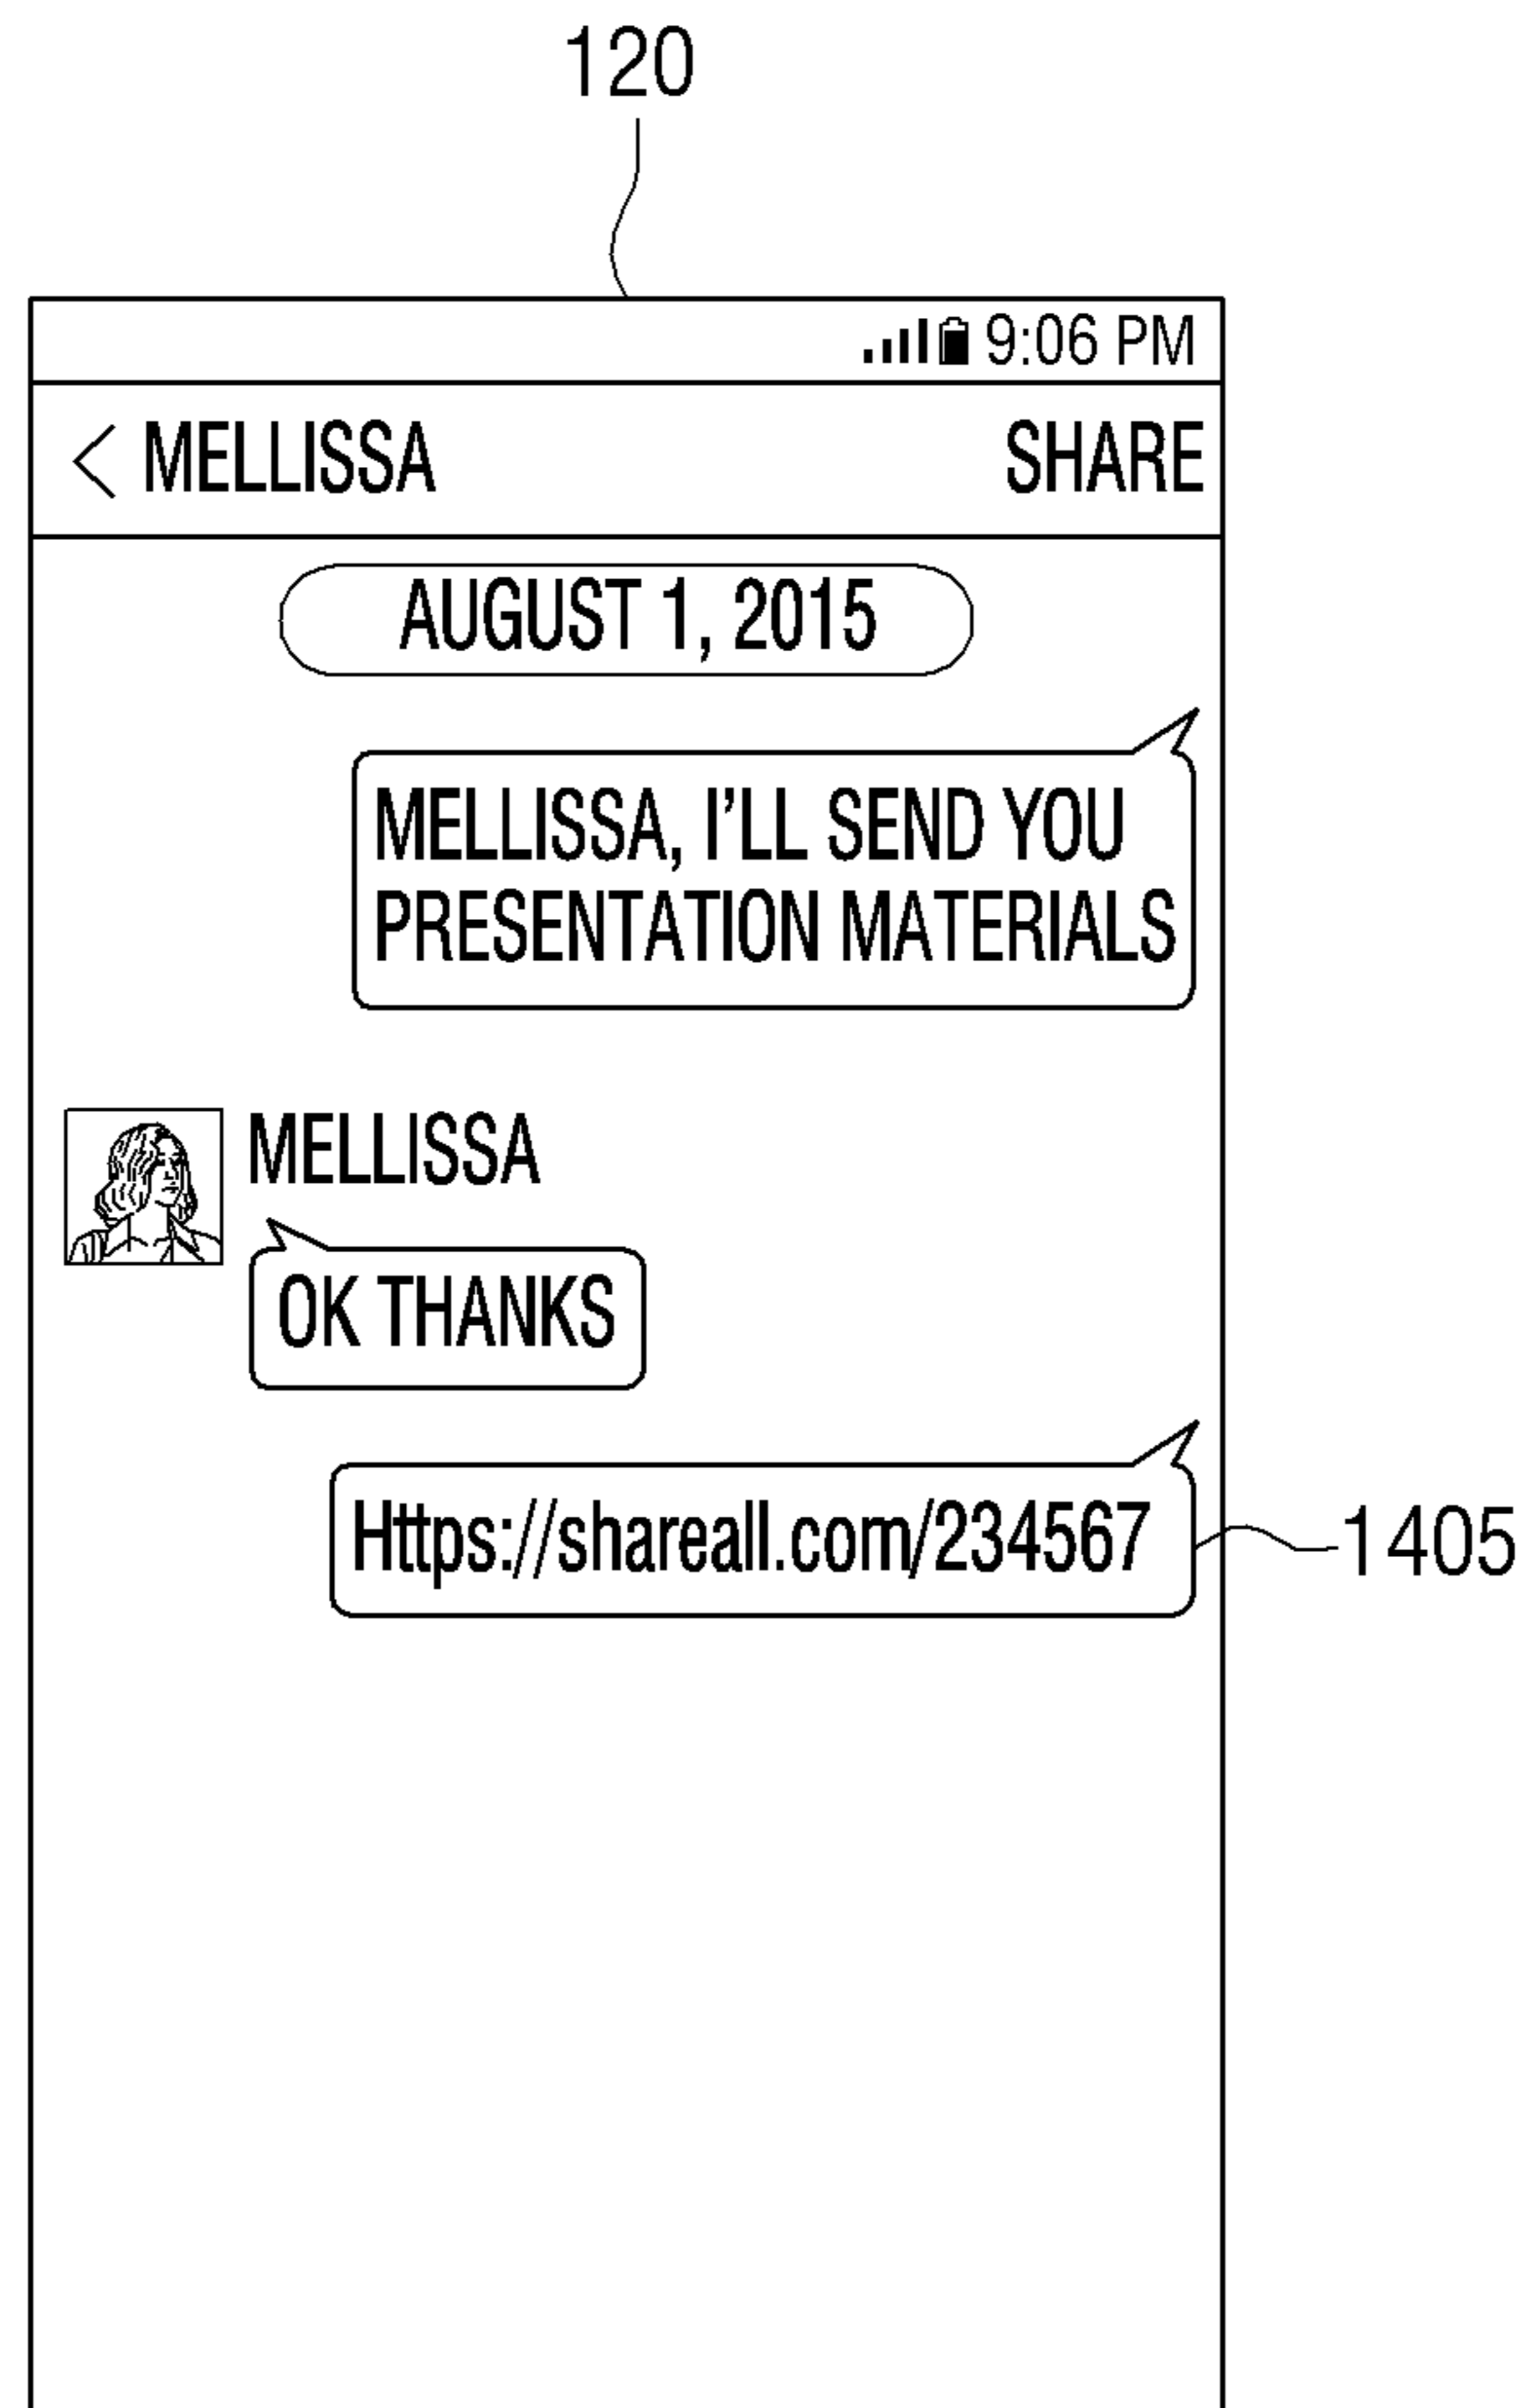 120
9:06 PM
< MELLISSA SHARE
AUGUST 1, 2015
MELLISSA, I'LL SEND YOU
PRESENTATION MATERIALS
MELLISSA
OK THANKS
Https://shareall.com/234567
1405